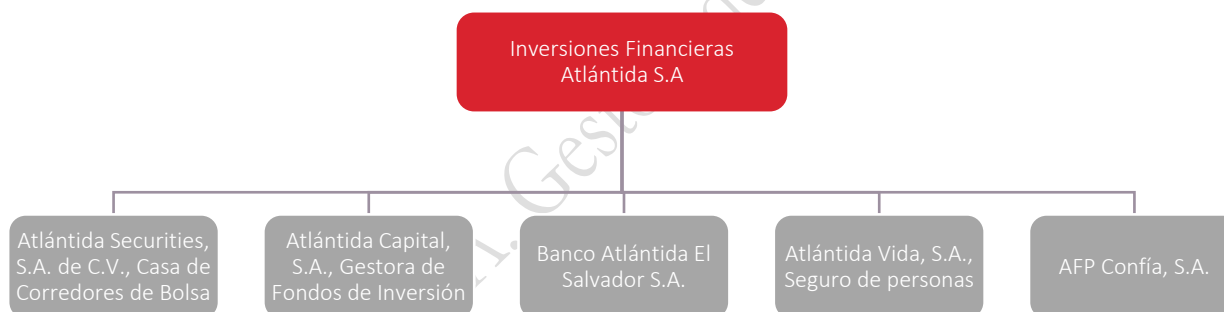 Inversiones Financieras
Atlántida S.A
Atlántida Securities,
S.A. de C.V., Casa de
Corredores de Bolsa
Atlántida Capital,
S.A., Gestora de
Fondos de Inversión
Banco Atlántida El
Salvador S.A.
Atlántida Vida, S.A.,
Seguro de personas
AFP Confía, S.A.